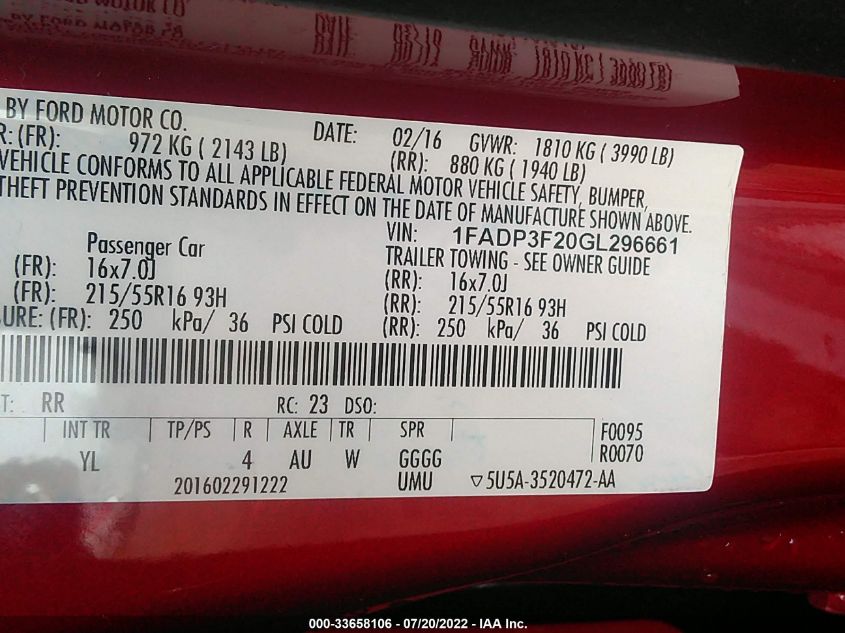 BY FORD MOTOR CO.
DATE: 02/16 GVWR: 1810 KG ( 3990 LB)
R: (FR): 972 KG ( 2143 LB) (RR): 880 KG ( 1940 LB)
VEHICLE CONFORMS TO ALL APPLICABLE FEDERAL MOTOR VEHICLE SAFETY, BUMPER,
THEFT PREVENTION STANDARDS IN EFFECT ON THE DATE OF MANUFACTURE SHOWN ABOVE.
VIN: 1FADP3F20GL296661
Passenger Car TRAILER TOWING - SEE OWNER GUIDE
(FR): 16x7.0J (RR): 16x7.0J
(FR): 215/55R16 93H (RR): 215/55R16 93H
SURE: (FR): 250 kPa/ 36 PSI COLD (RR): 250 kPa/ 36 PSI COLD
T: RR RC: 23 DSO:
INT TR TP/PS R AXLE TR SPR F0095
YL 4 AU W GGGG R0070
201602291222 UMU ▽5U5A-3520472-AA
000-33658106 - 07/20/2022 - IAA Inc.